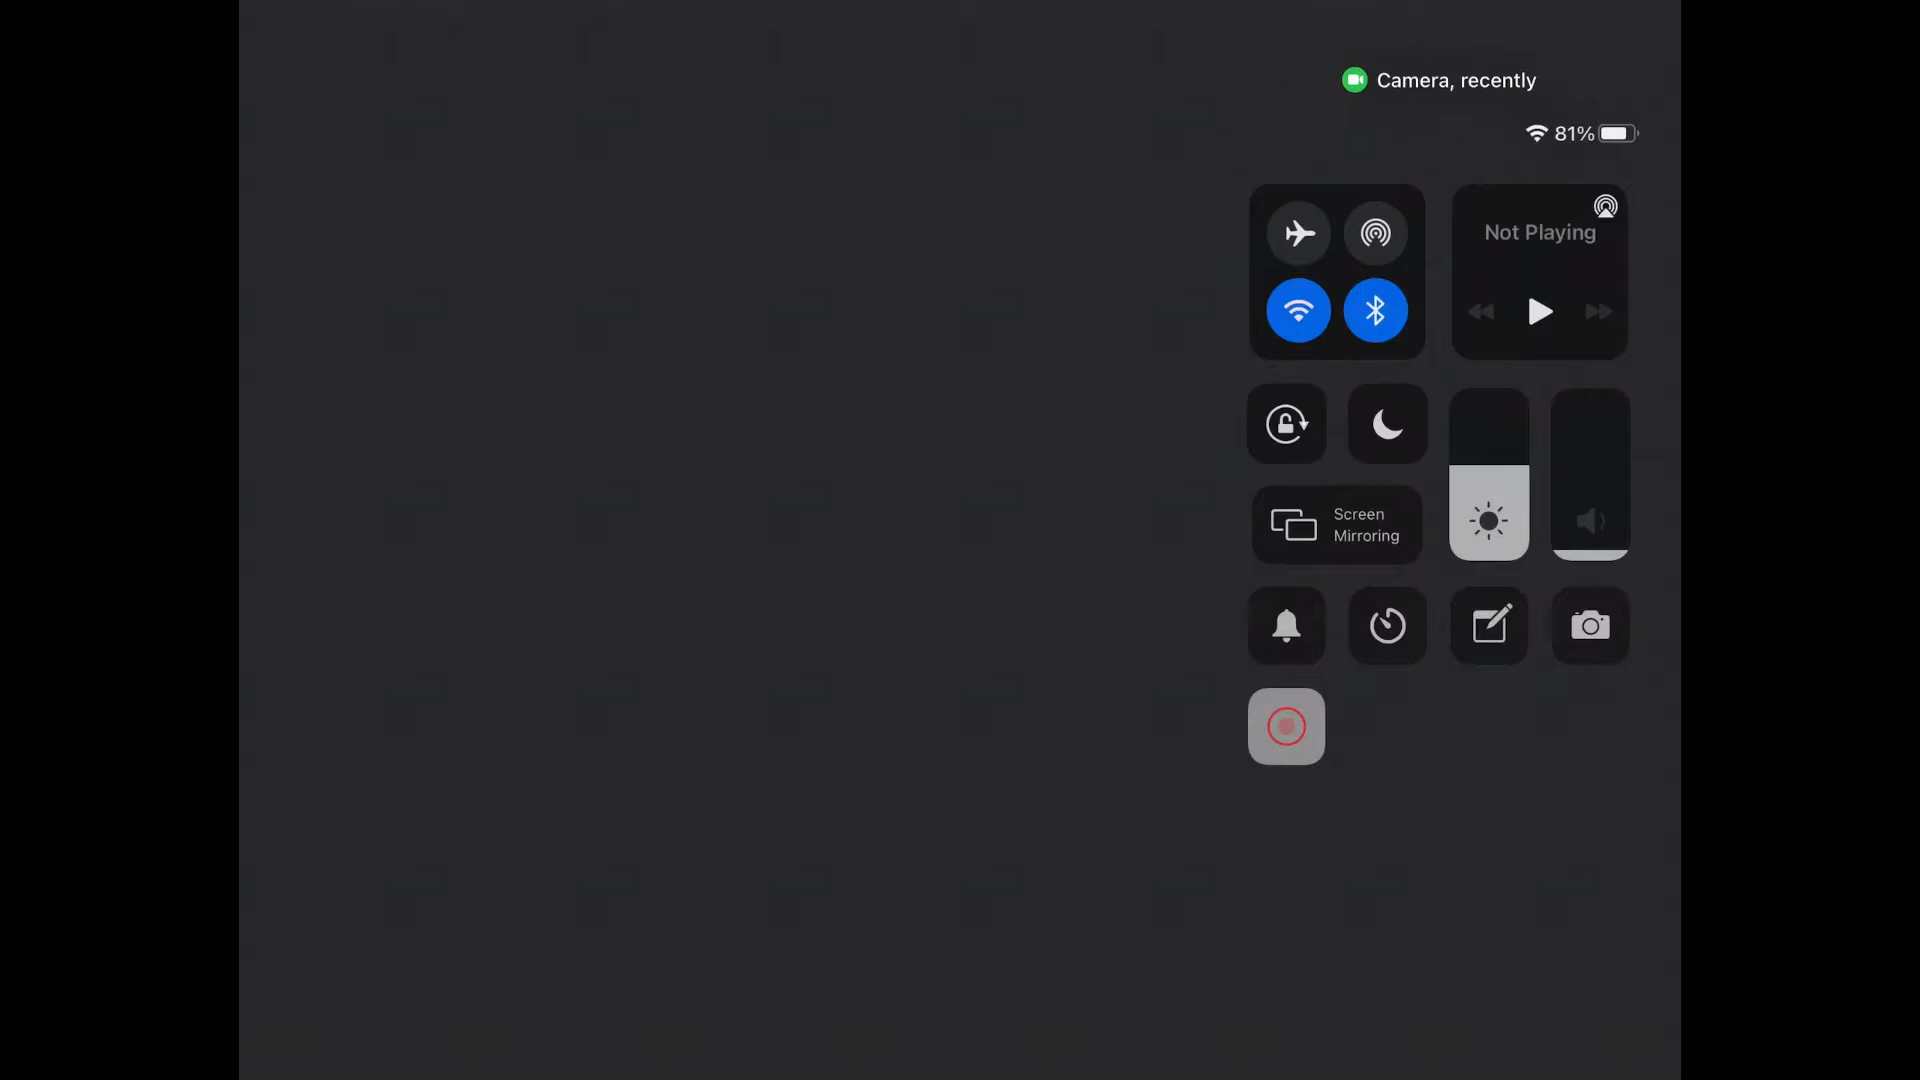 Camera, recently
81%
Not Playing
Screen
Mirroring